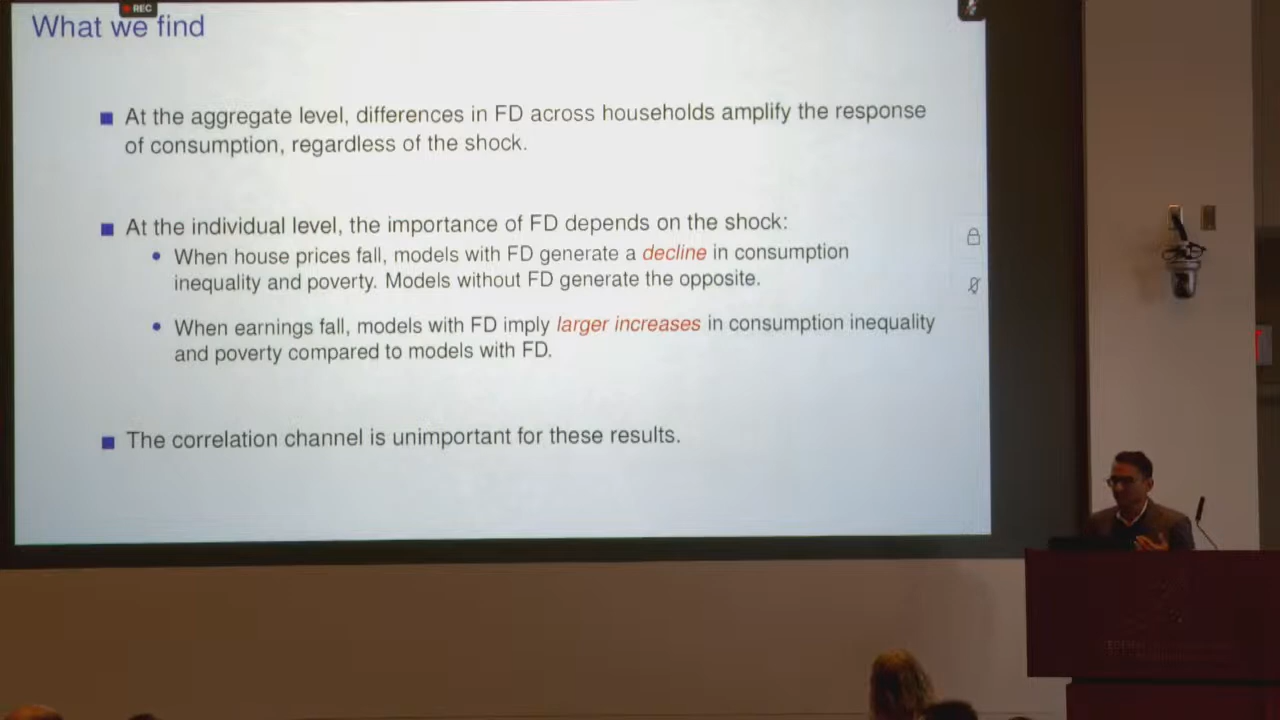 REC
What we find
At the aggregate level, differences in FD across households amplify the response
of consumption, regardless of the shock.
At the individual level, the importance of FD depends on the shock:
When house prices fall, models with FD generate a decline in consumption
inequality and poverty. Models without FD generate the opposite.
When earnings fall, models with FD imply larger increases in consumption inequality
and poverty compared to models with FD.
The correlation channel is unimportant for these results.